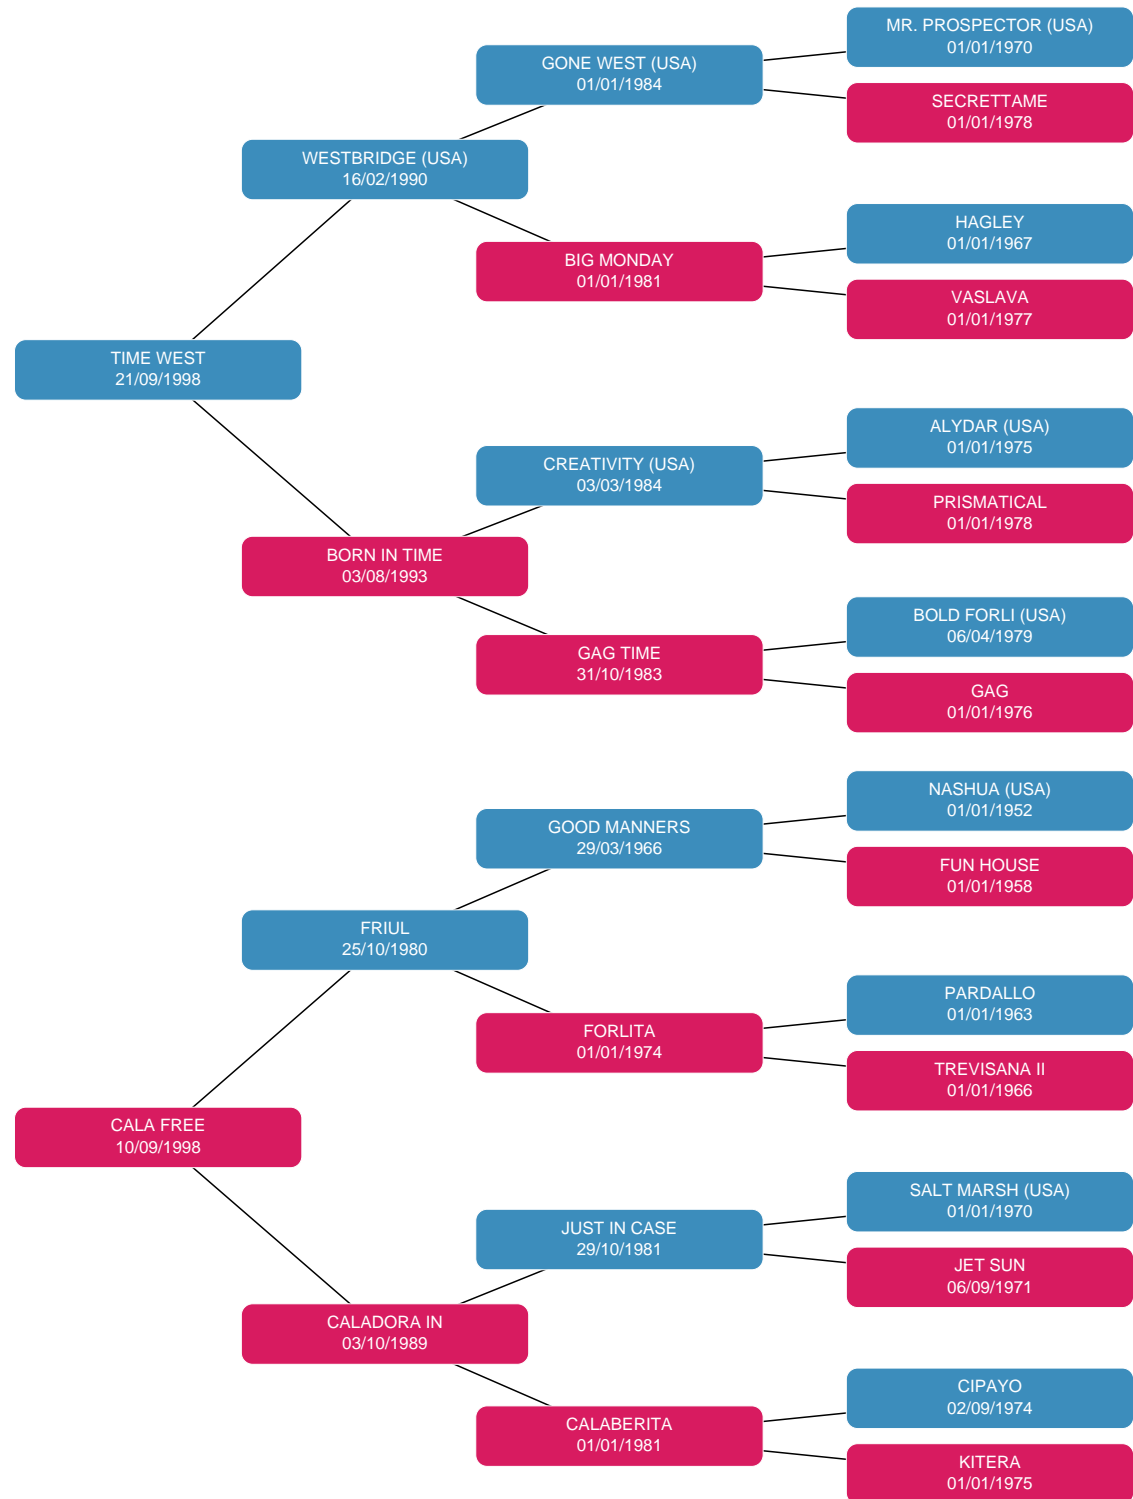 MR. PROSPECTOR (USA)
01/01/1970
GONE WEST (USA)
01/01/1984
SECRETTAME
01/01/1978
WESTBRIDGE (USA)
16/02/1990
HAGLEY
01/01/1967
BIG MONDAY
01/01/1981
VASLAVA
01/01/1977
TIME WEST
21/09/1998
ALYDAR (USA)
01/01/1975
CREATIVITY (USA)
03/03/1984
PRISMATICAL
01/01/1978
BORN IN TIME
03/08/1993
BOLD FORLI (USA)
06/04/1979
GAG TIME
31/10/1983
GAG
01/01/1976
NASHUA (USA)
01/01/1952
GOOD MANNERS
29/03/1966
FUN HOUSE
01/01/1958
FRIUL
25/10/1980
PARDALLO
01/01/1963
FORLITA
01/01/1974
TREVISANA II
01/01/1966
CALA FREE
10/09/1998
SALT MARSH (USA)
01/01/1970
JUST IN CASE
29/10/1981
JET SUN
06/09/1971
CALADORA IN
03/10/1989
CIPAYO
02/09/1974
CALABERITA
01/01/1981
KITERA
01/01/1975